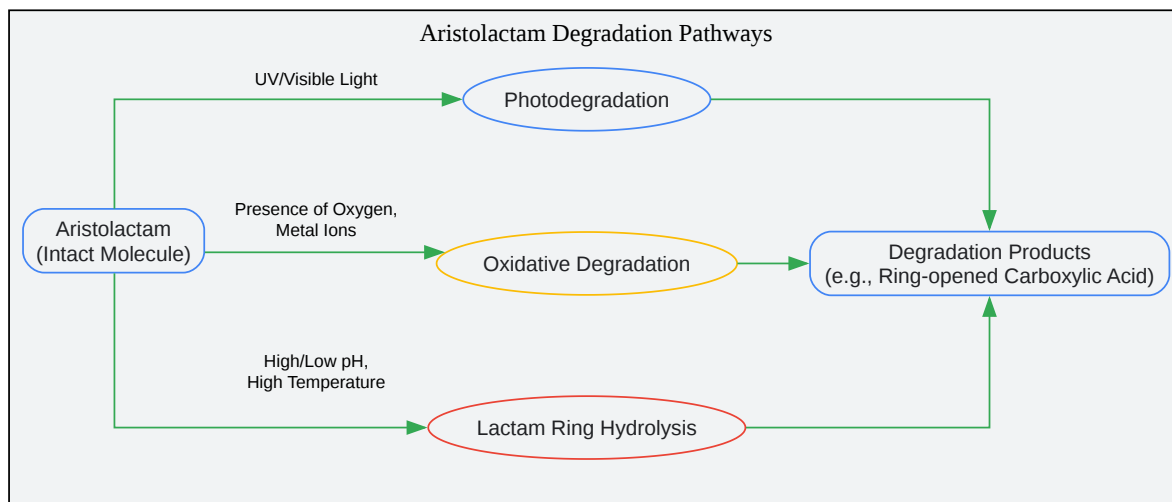 Aristolactam Degradation Pathways
UV/Visible Light
Photodegradation
Presence of Oxygen,
Metal Ions
Aristolactam
(Intact Molecule)
Oxidative Degradation
Degradation Products
(e.g., Ring-opened Carboxylic Acid)
High/Low pH,
High Temperature
Lactam Ring Hydrolysis